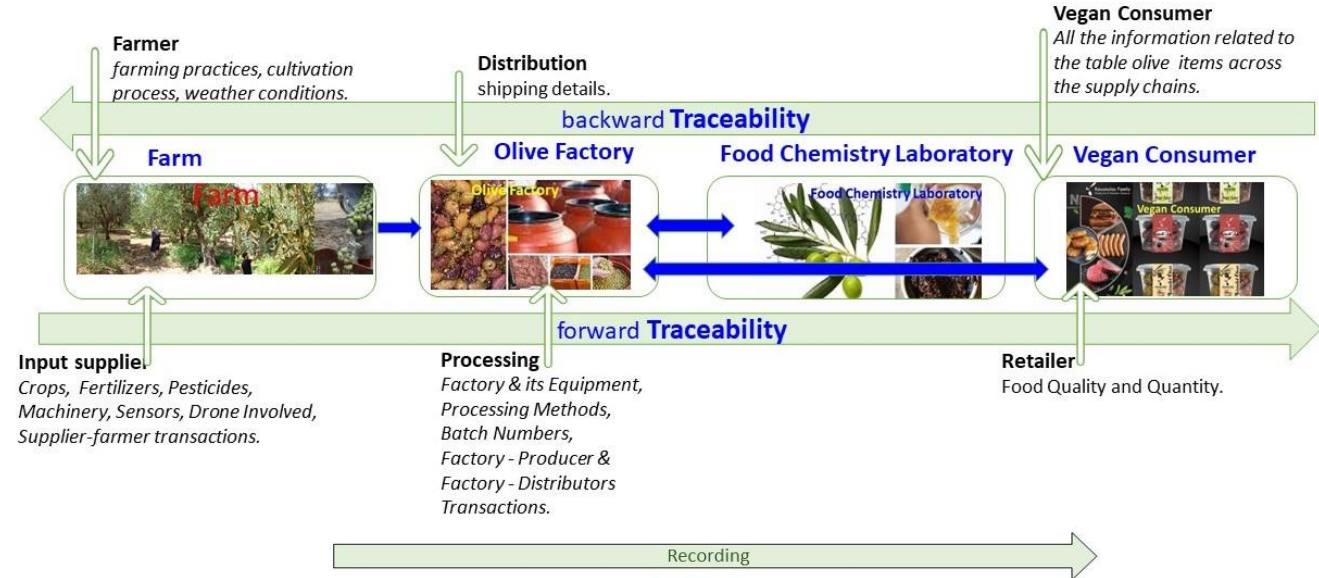 Vegan Consumer
All the information related to
the table olive items across
the supply chains.
Farmer
farming practices, cultivation
process, weather conditions.
Distribution
shipping details.
backward Traceability
Farm
Olive Factory
Food Chemistry Laboratory
Vegan Consumer
Farm
Olive Factory
Food Chemistry Laboratory
Vegan Consumer
forward Traceability
Input supplier
Crops, Fertilizers, Pesticides,
Machinery, Sensors, Drone Involved,
Supplier-farmer transactions.
Processing
Factory & its Equipment,
Processing Methods,
Batch Numbers,
Factory - Producer &
Factory - Distributors
Transactions.
Retailer
Food Quality and Quantity.
Recording